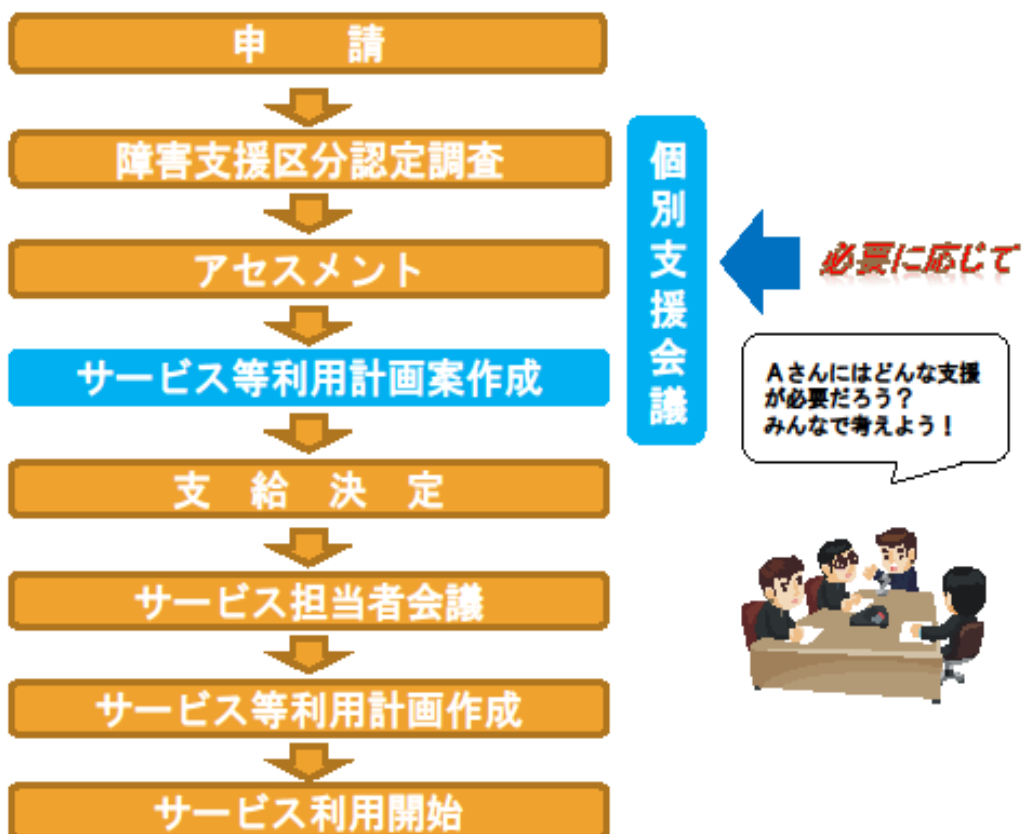 申　　請
障害支援区分認定調査
アセスメント
サービス等利用計画案作成
支　給　決　定
サービス担当者会議
サービス等利用計画作成
サービス利用開始
個別支援会議
必要に応じて
Ａさんにはどんな支援
が必要だろう？
みんなで考えよう！